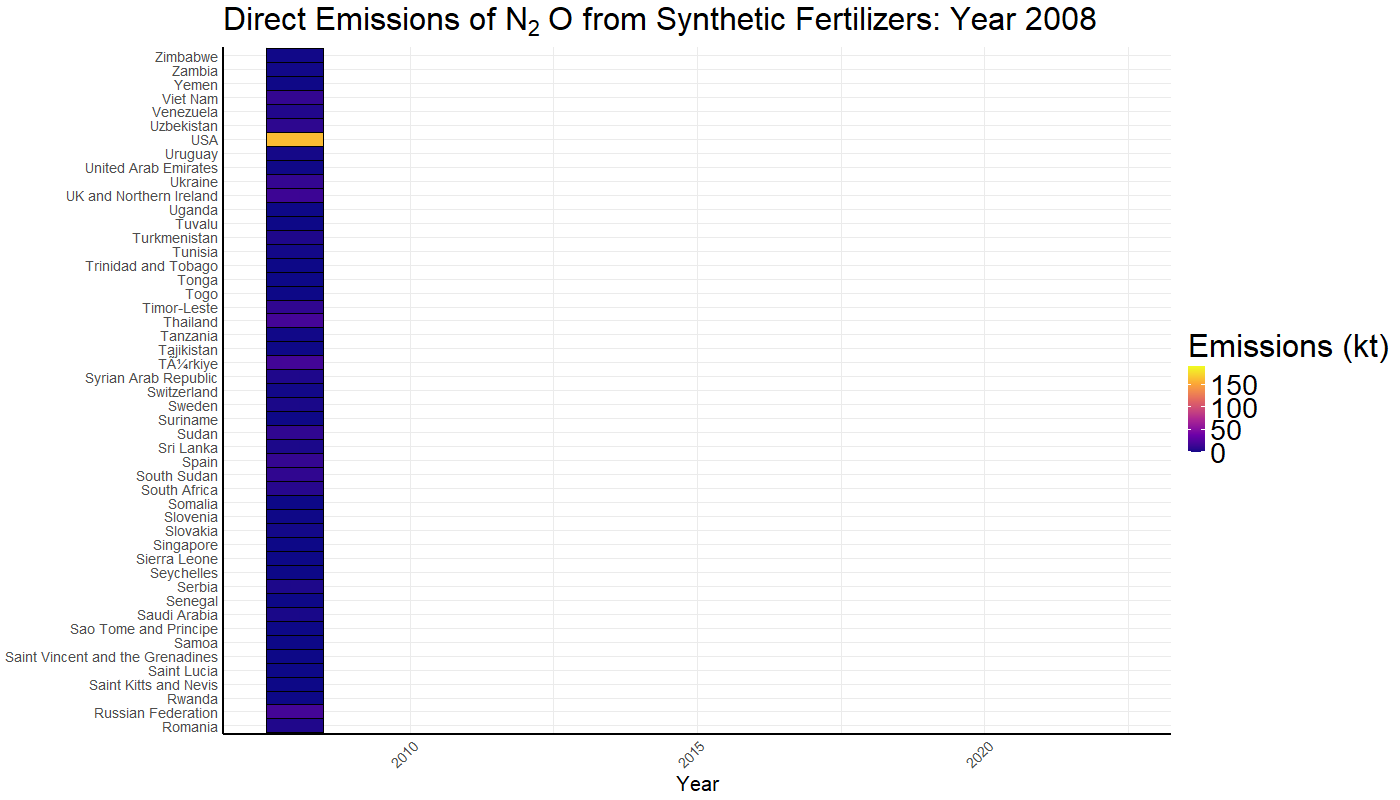 Direct Emissions of N₂ O from Synthetic Fertilizers: Year 2008
Zimbabwe
Zambia
Yemen
Viet Nam
Venezuela
Uzbekistan
USA
Uruguay
United Arab Emirates
Ukraine
UK and Northern Ireland
Uganda
Tuvalu
Turkmenistan
Tunisia
Trinidad and Tobago
Tonga
Togo
Timor-Leste
Thailand
Tanzania
Tajikistan
TÃ¼rkiye
Syrian Arab Republic
Switzerland
Sweden
Suriname
Sudan
Sri Lanka
Spain
South Sudan
South Africa
Somalia
Slovenia
Slovakia
Singapore
Sierra Leone
Seychelles
Serbia
Senegal
Saudi Arabia
Sao Tome and Principe
Samoa
Saint Vincent and the Grenadines
Saint Lucia
Saint Kitts and Nevis
Rwanda
Russian Federation
Romania
2010
2015
2020
Year
Emissions (kt)
150
100
50
0